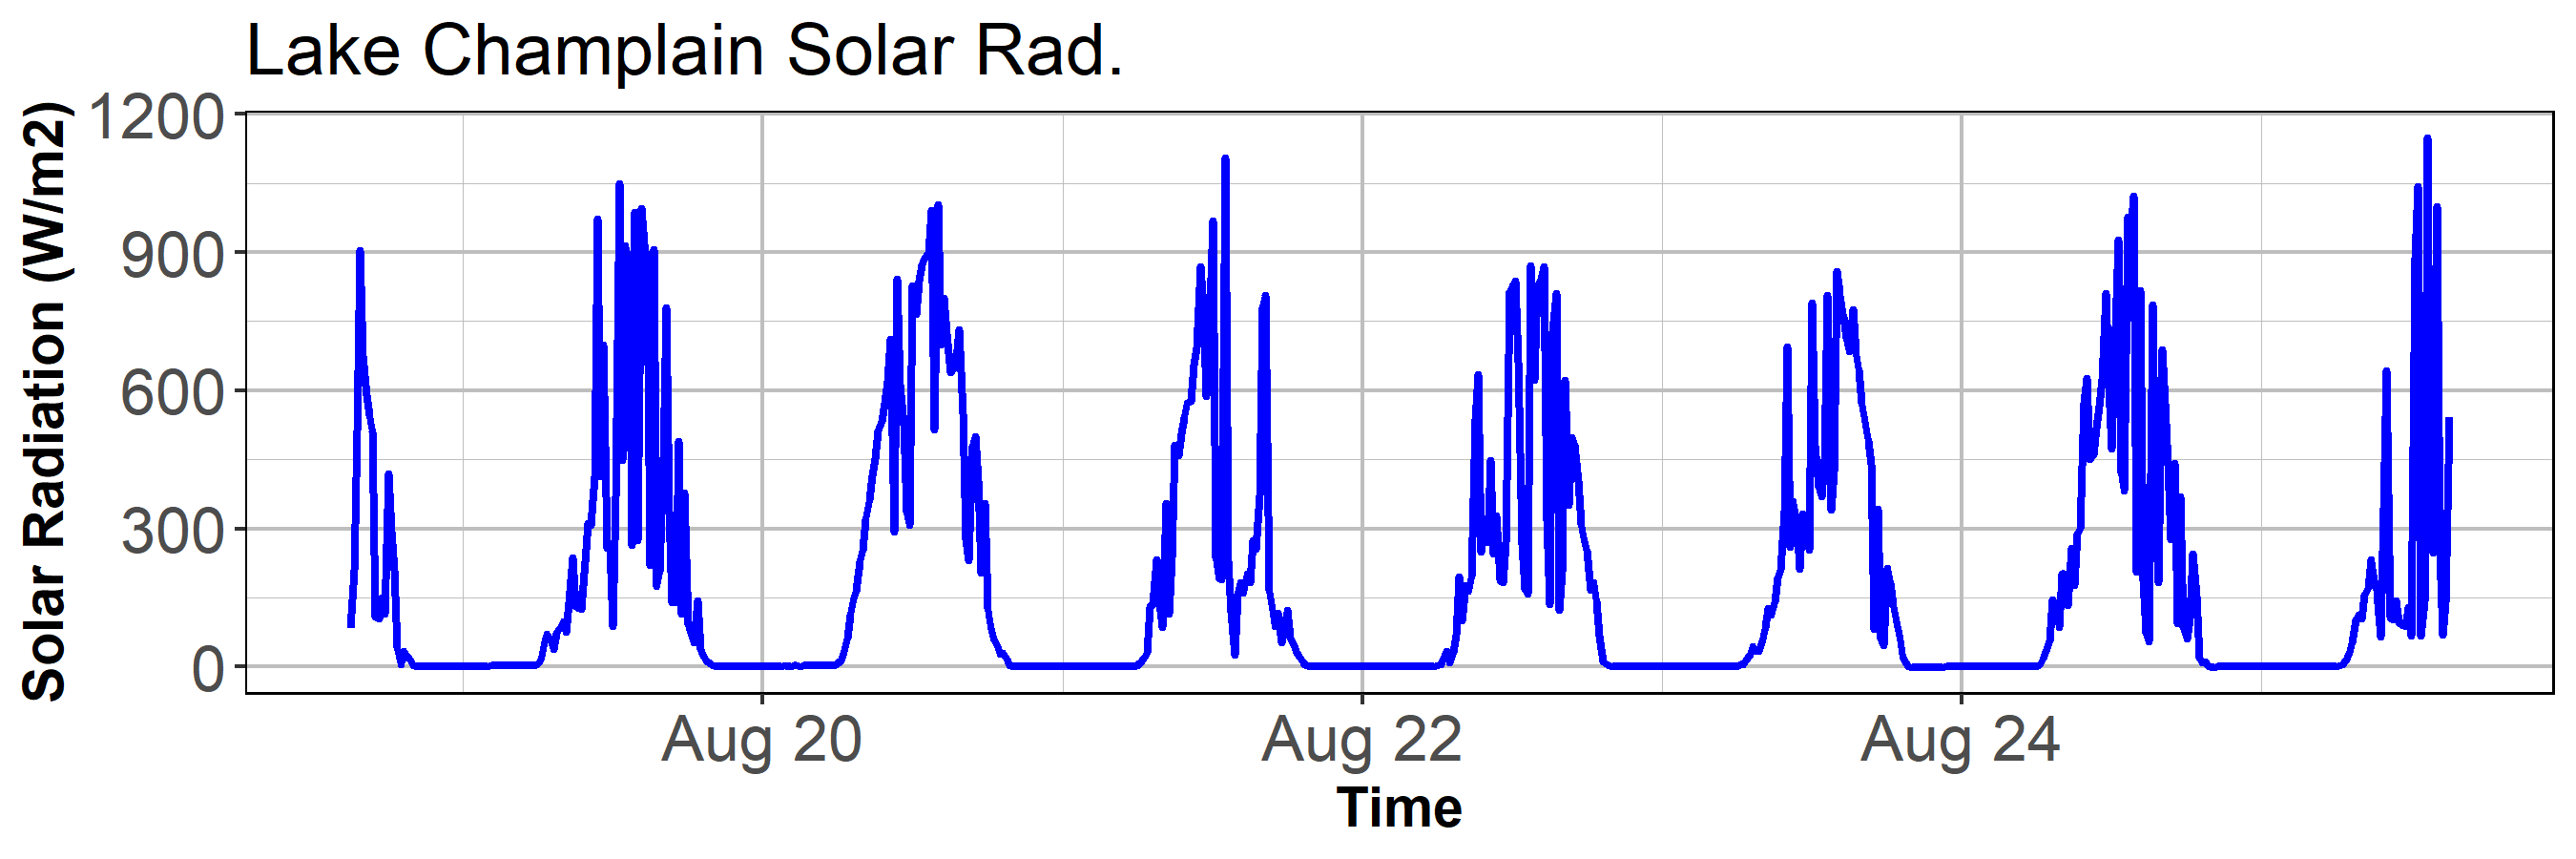 Lake Champlain Solar Rad.
Solar Radiation (W/m2)
1200
900
600
300
0
Aug 20 Aug 22 Aug 24
Time